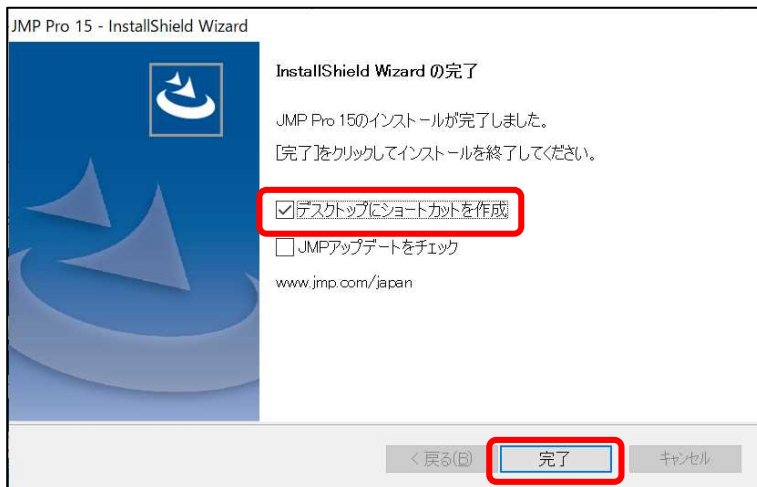 JMP Pro 15 - InstallShield Wizard
InstallShield Wizard の完了
JMP Pro 15のインストールが完了しました。
[完了]をクリックしてインストールを終了してください。
デスクトップにショートカットを作成
JMPアップデートをチェック
www.jmp.com/japan
< 戻る(B)
完了
キャンセル